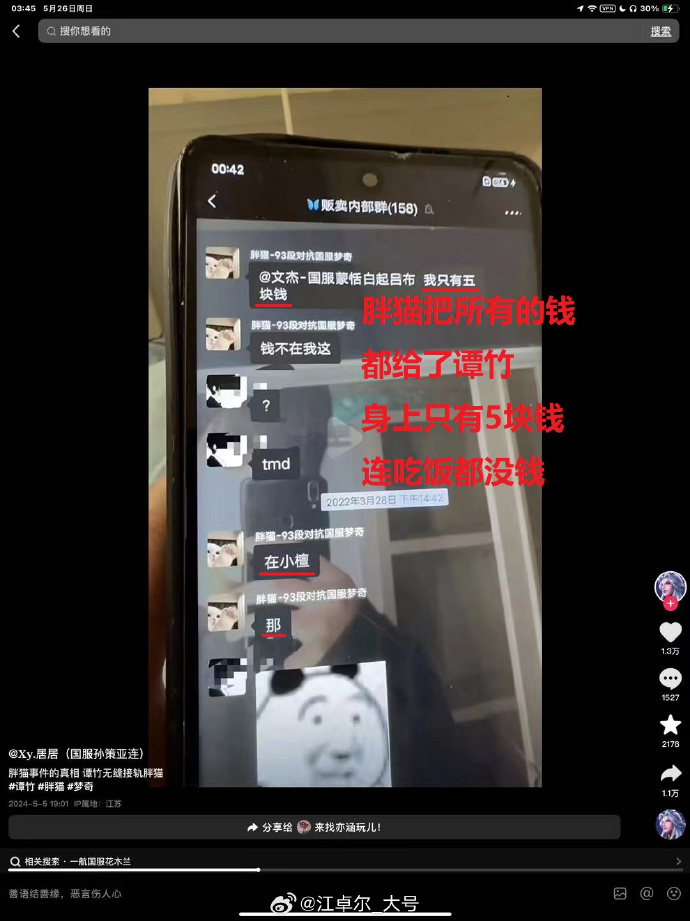 03:45 5月26日周日
VPN 30%
搜你想看的
搜索
00:42
贩卖内部群(158)
胖猫-93段对抗国服梦奇
@文杰-国服蒙恬白起吕布 我只有五
块钱
胖猫-93段对抗国服梦奇
钱不在我这
?
tmd
2022年3月28日 下午14:42
胖猫-93段对抗国服梦奇
在小檀
胖猫-93段对抗国服梦奇
那
胖猫把所有的钱
都给了谭竹
身上只有5块钱
连吃饭都没钱
1.3万
1527
2178
1.1万
@Xy.居居（国服孙策亚连）
胖猫事件的真相 谭竹无缝接轨胖猫
#谭竹 #胖猫 #梦奇
2024-5-5 19:01 IP属地：江苏
分享给 来找亦涵玩儿!
相关搜索 · 一航国服花木兰
善语结善缘，恶言伤人心
@江卓尔_大号